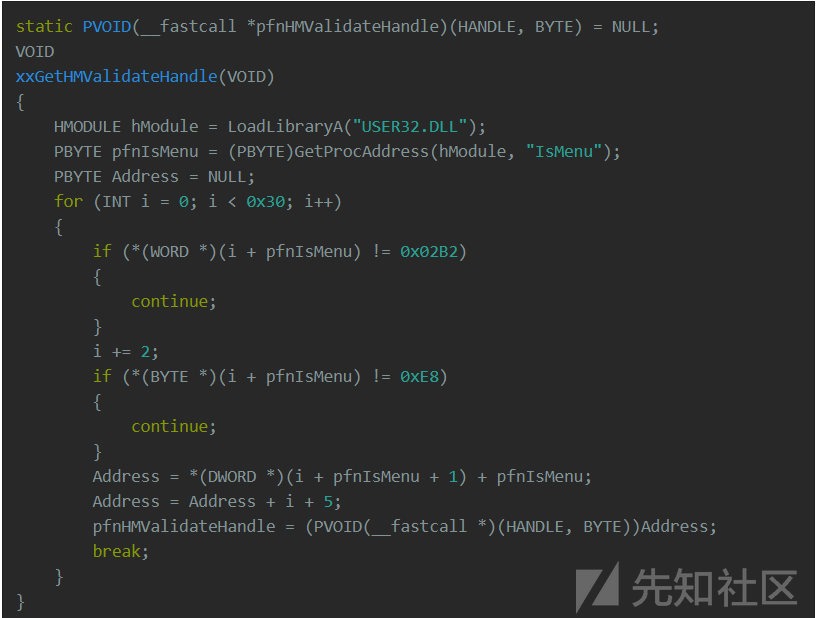 static PVOID(__fastcall *pfnHMValidateHandle)(HANDLE, BYTE) = NULL;
VOID
xxGetHMValidateHandle(VOID)
{
    HMODULE hModule = LoadLibraryA("USER32.DLL");
    PBYTE pfnIsMenu = (PBYTE)GetProcAddress(hModule, "IsMenu");
    PBYTE Address = NULL;
    for (INT i = 0; i < 0x30; i++)
    {
        if (*(WORD *)(i + pfnIsMenu) != 0x02B2)
        {
            continue;
        }
        i += 2;
        if (*(BYTE *)(i + pfnIsMenu) != 0xE8)
        {
            continue;
        }
        Address = *(DWORD *)(i + pfnIsMenu + 1) + pfnIsMenu;
        Address = Address + i + 5;
        pfnHMValidateHandle = (PVOID(__fastcall *)(HANDLE, BYTE))Address;
        break;
    }
}
先知社区